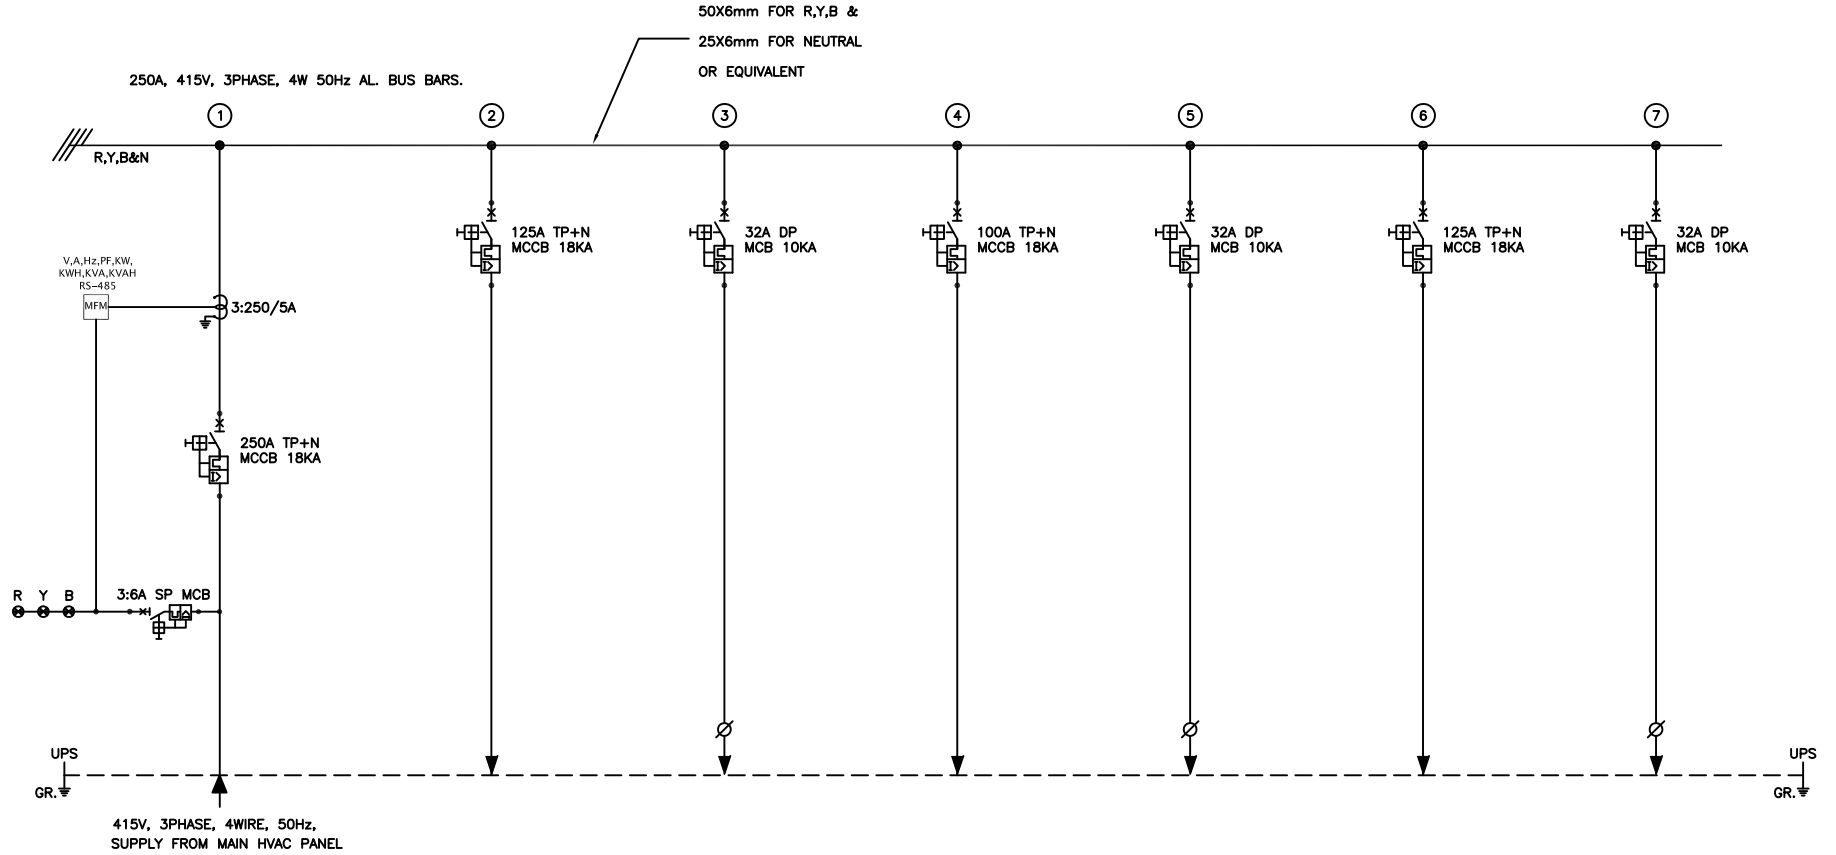 50X6mm FOR R,Y,B &
25X6mm FOR NEUTRAL
OR EQUIVALENT
250A, 415V, 3PHASE, 4W 50Hz AL. BUS BARS.
1
2
3
4
5
6
7
R,Y,B&N
125A TP+N
MCCB 18KA
32A DP
MCB 10KA
100A TP+N
MCCB 18KA
32A DP
MCB 10KA
125A TP+N
MCCB 18KA
32A DP
MCB 10KA
V,A,Hz,PF,KW,
KWH,KVA,KVAH
RS-485
MFM
3:250/5A
250A TP+N
MCCB 18KA
R Y B
3:6A SP MCB
UPS
GR.
UPS
GR.
415V, 3PHASE, 4WIRE, 50Hz,
SUPPLY FROM MAIN HVAC PANEL